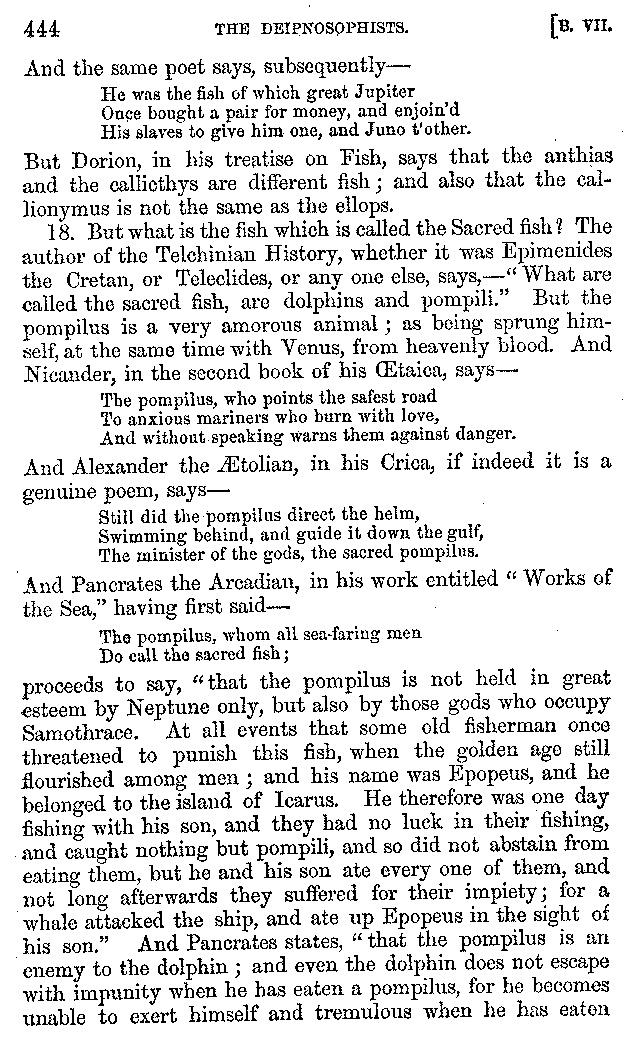 444 THE DEIPNOSOPHISTS. [B. VII.
And the same poet says, subsequently—
He was the fish of which great Jupiter
Once bought a pair for money, and enjoin'd
His slaves to give him one, and Juno t'other.
But Dorion, in his treatise on Fish, says that the anthias
and the calliethys are different fish; and also that the cal-
lionymus is not the same as the ellops.
18. But what is the fish which is called the Sacred fish? The
author of the Telchinian History, whether it was Epimenides
the Cretan, or Teleclides, or any one else, says,—"What are
called the sacred fish, are dolphins and pompili." But the
pompilus is a very amorous animal; as being sprung him-
self, at the same time with Venus, from heavenly blood. And
Nicander, in the second book of his Œtaica, says—
The pompilus, who points the safest road
To anxious mariners who burn with love,
And without speaking warns them against danger.
And Alexander the Ætolian, in his Crica, if indeed it is a
genuine poem, says—
Still did the pompilus direct the helm,
Swimming behind, and guide it down the gulf,
The minister of the gods, the sacred pompilus.
And Pancrates the Arcadian, in his work entitled "Works of
the Sea," having first said—
The pompilus, whom all sea-faring men
Do call the sacred fish;
proceeds to say, "that the pompilus is not held in great
esteem by Neptune only, but also by those gods who occupy
Samothrace. At all events that some old fisherman once
threatened to punish this fish, when the golden age still
flourished among men; and his name was Epopeus, and he
belonged to the island of Icarus. He therefore was one day
fishing with his son, and they had no luck in their fishing,
and caught nothing but pompili, and so did not abstain from
eating them, but he and his son ate every one of them, and
not long afterwards they suffered for their impiety; for a
whale attacked the ship, and ate up Epopeus in the sight of
his son." And Pancrates states, "that the pompilus is an
enemy to the dolphin; and even the dolphin does not escape
with impunity when he has eaten a pompilus, for he becomes
unable to exert himself and tremulous when he has eaten